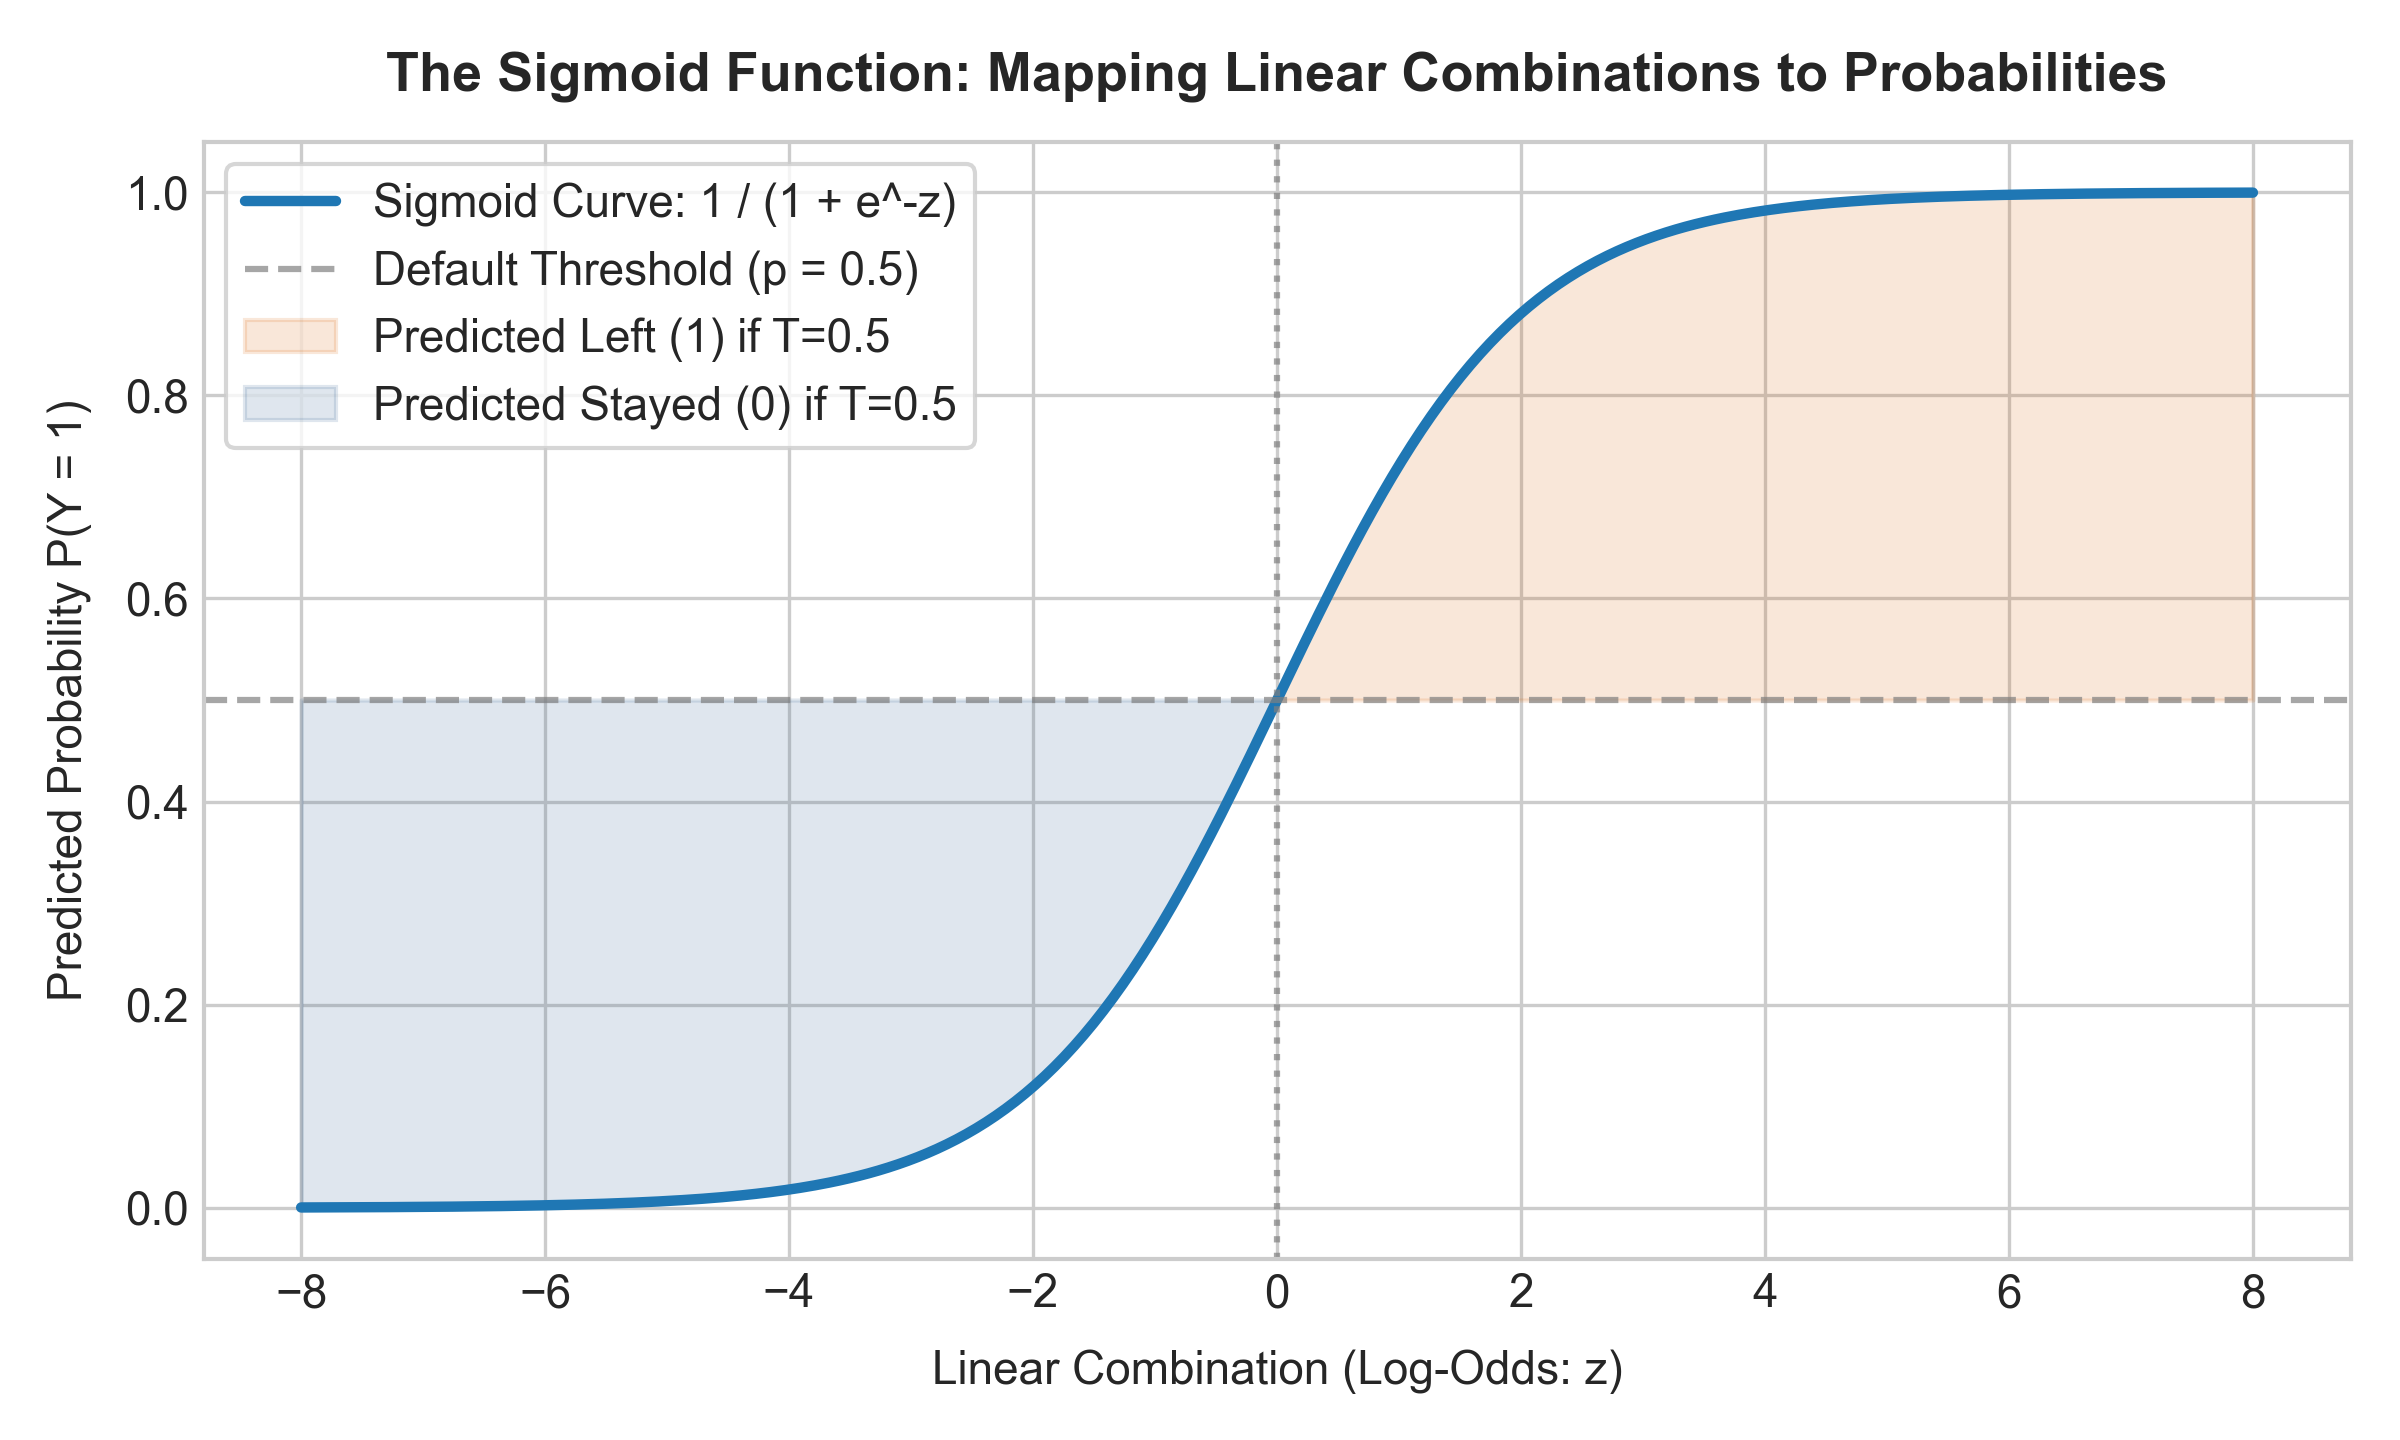 The Sigmoid Function: Mapping Linear Combinations to Probabilities
Sigmoid Curve: 1 / (1 + e^-z)
Default Threshold (p = 0.5)
Predicted Left (1) if T=0.5
Predicted Stayed (0) if T=0.5
Predicted Probability P(Y = 1)
1.0
0.8
0.6
0.4
0.2
0.0
−8 −6 −4 −2 0 2 4 6 8
Linear Combination (Log-Odds: z)